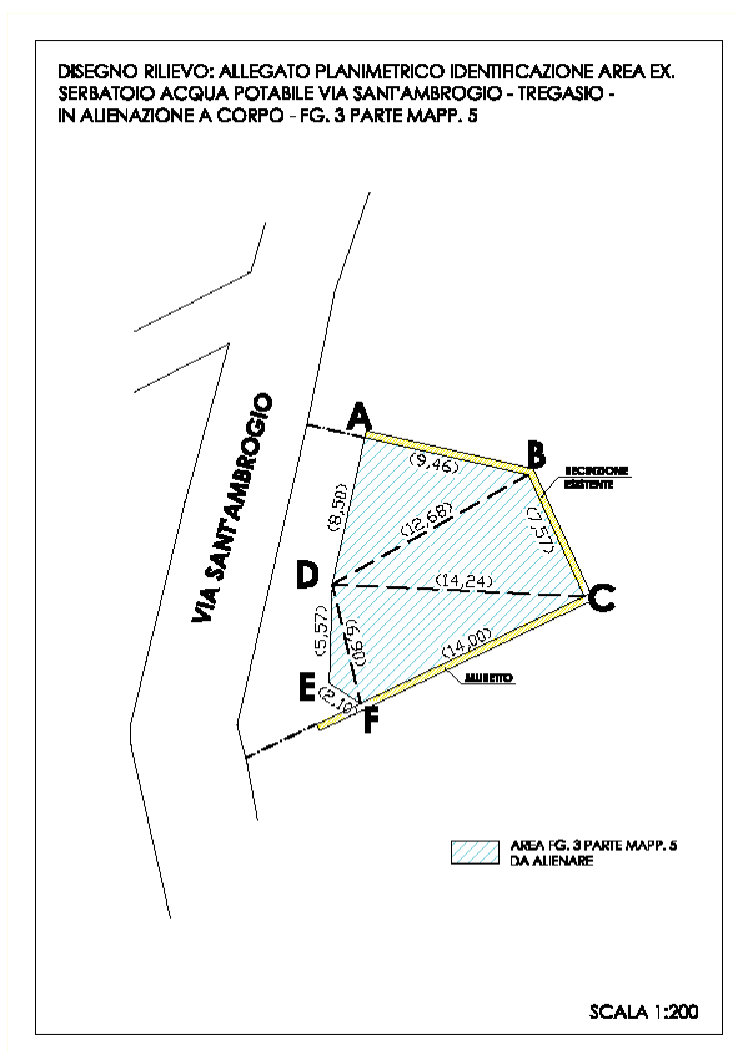 DISEGNO RILIEVO: ALLEGATO PLANIMETRICO IDENTIFICAZIONE AREA EX.
SERBATOIO ACQUA POTABILE VIA SANT'AMBROGIO - TREGASIO -
IN ALIENAZIONE A CORPO - FG. 3 PARTE MAPP. 5
VIA SANT'AMBROGIO
A
(9,46)
B
RECINZIONE
ESISTENTE
(8,50)
(12,68)
(7,57)
D
(14,24)
C
(5,57)
(6,90)
(14,00)
MURETTO
E
(2,10)
F
AREA FG. 3 PARTE MAPP. 5
DA ALIENARE
SCALA 1:200